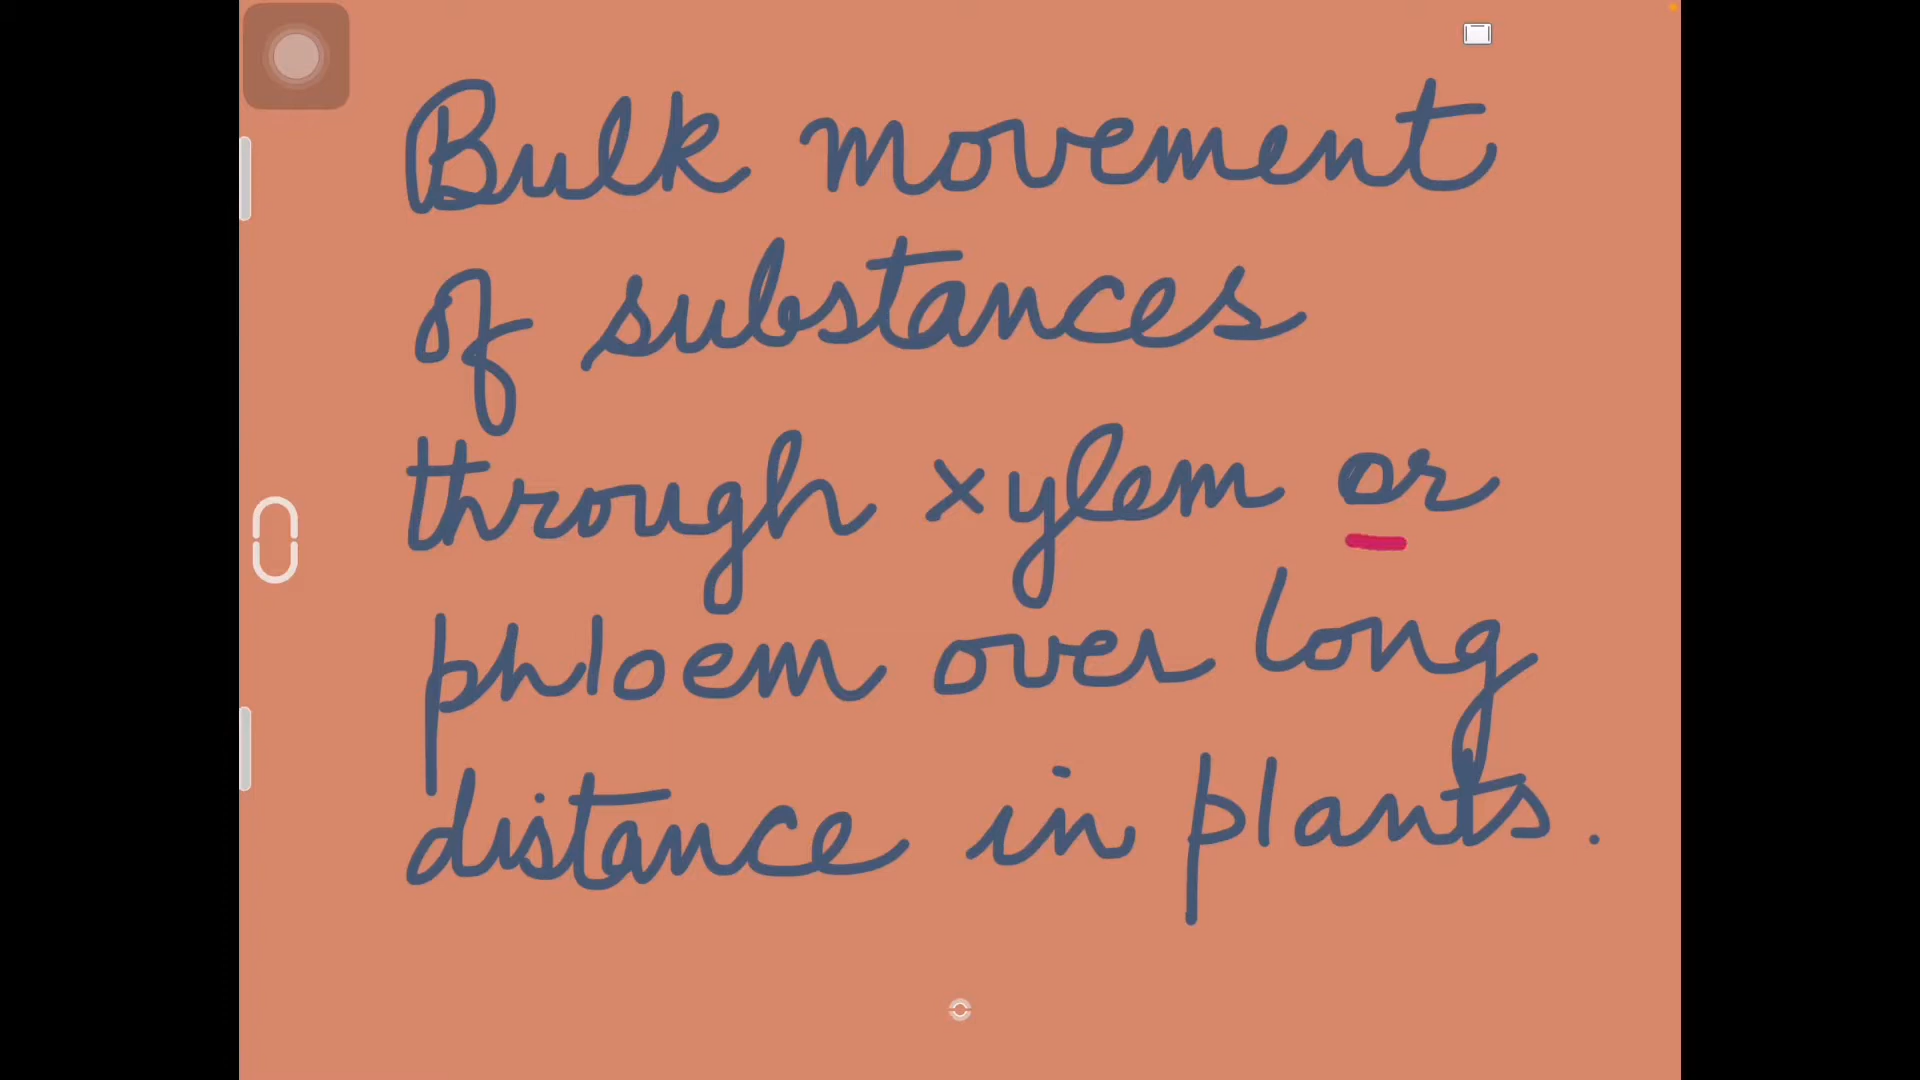 Bulk movement
of substances
through xylem or
phloem over long
distance in plants.